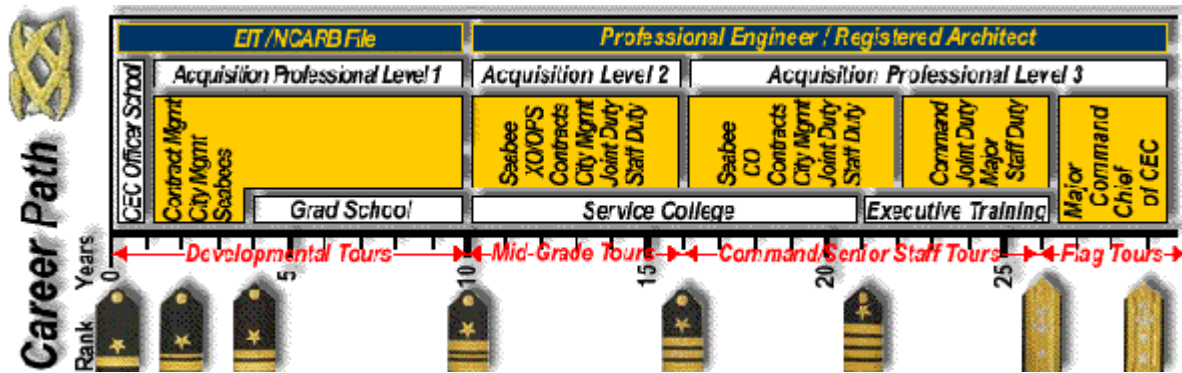 EIT / NCARB File
Professional Engineer / Registered Architect
Acquisition Professional Level 1
Acquisition Level 2
Acquisition Professional Level 3
CEC Officer School
Contract Mgmt
City Mgmt
Seabees
Seabee
XO/OPS
Contracts
City Mgmt
Joint Duty
Staff Duty
Seabee
CO
Contracts
City Mgmt
Joint Duty
Staff Duty
Command
Joint Duty
Major
Staff Duty
Major
Command
Chief
of CEC
Grad School
Service College
Executive Training
Developmental Tours
Mid-Grade Tours
Command/Senior Staff Tours
Flag Tours
Years
0
5
10
15
20
25
Rank
Career Path